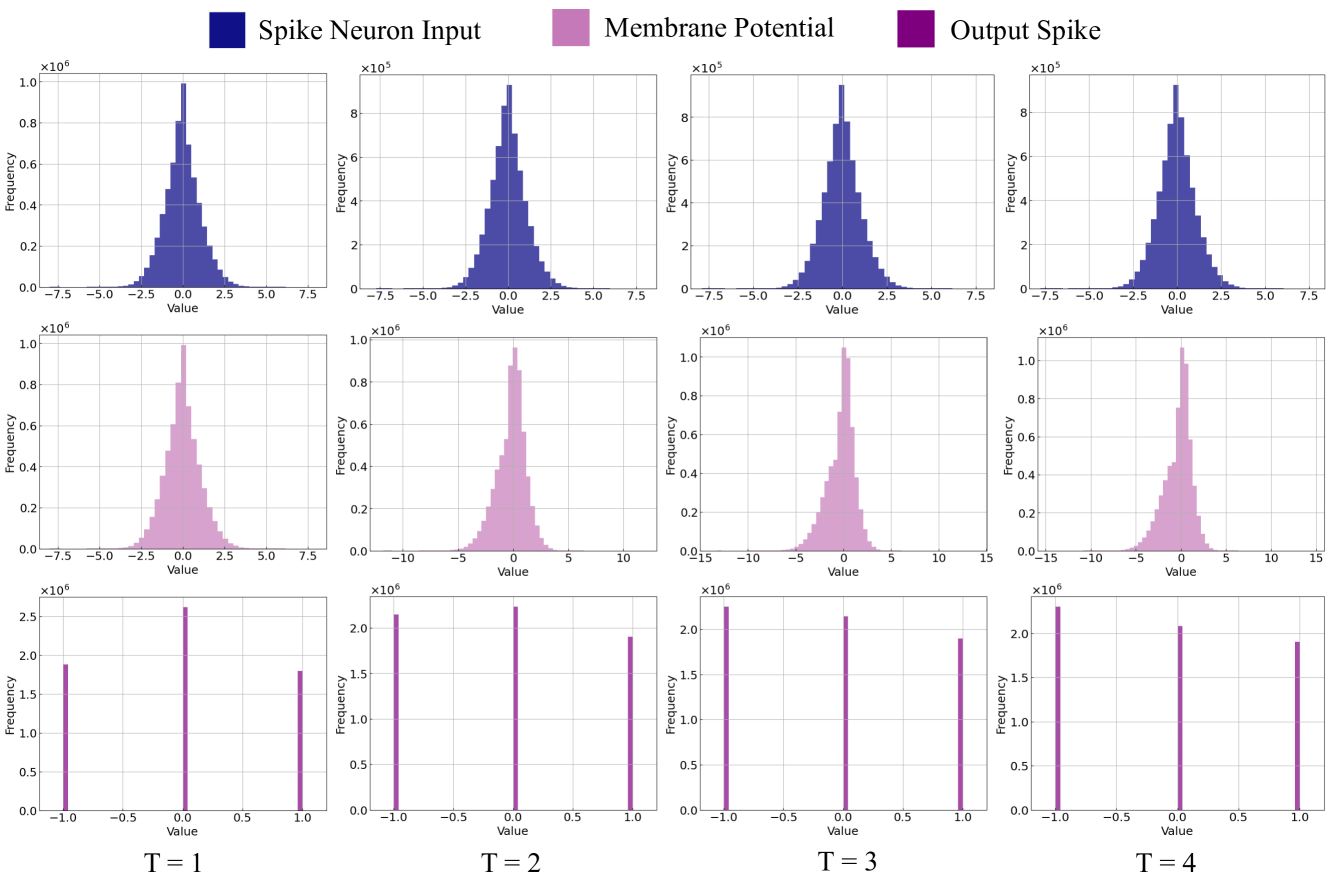 Spike Neuron Input Membrane Potential Output Spike
×10⁶ ×10⁵ ×10⁵ ×10⁵
1.0 0.8 0.6 0.4 0.2 0.0
Frequency
−7.5 −5.0 −2.5 0.0 2.5 5.0 7.5
Value
8 6 4 2 0
Frequency
−7.5 −5.0 −2.5 0.0 2.5 5.0 7.5
Value
8 6 4 2 0
Frequency
−7.5 −5.0 −2.5 0.0 2.5 5.0 7.5
Value
8 6 4 2 0
Frequency
−7.5 −5.0 −2.5 0.0 2.5 5.0 7.5
Value
×10⁶ ×10⁶ ×10⁶ ×10⁶
1.0 0.8 0.6 0.4 0.2 0.0
Frequency
−7.5 −5.0 −2.5 0.0 2.5 5.0 7.5
Value
1.0 0.8 0.6 0.4 0.2 0.0
Frequency
−10 −5 0 5 10
Value
1.0 0.8 0.6 0.4 0.2 0.0
Frequency
−15 −10 −5 0 5 10 15
Value
1.0 0.8 0.6 0.4 0.2 0.0
Frequency
−15 −10 −5 0 5 10 15
Value
×10⁶ ×10⁶ ×10⁶ ×10⁶
2.5 2.0 1.5 1.0 0.5 0.0
Frequency
−1.0 −0.5 0.0 0.5 1.0
Value
2.0 1.5 1.0 0.5 0.0
Frequency
−1.0 −0.5 0.0 0.5 1.0
Value
2.0 1.5 1.0 0.5 0.0
Frequency
−1.0 −0.5 0.0 0.5 1.0
Value
2.0 1.5 1.0 0.5 0.0
Frequency
−1.0 −0.5 0.0 0.5 1.0
Value
T = 1 T = 2 T = 3 T = 4